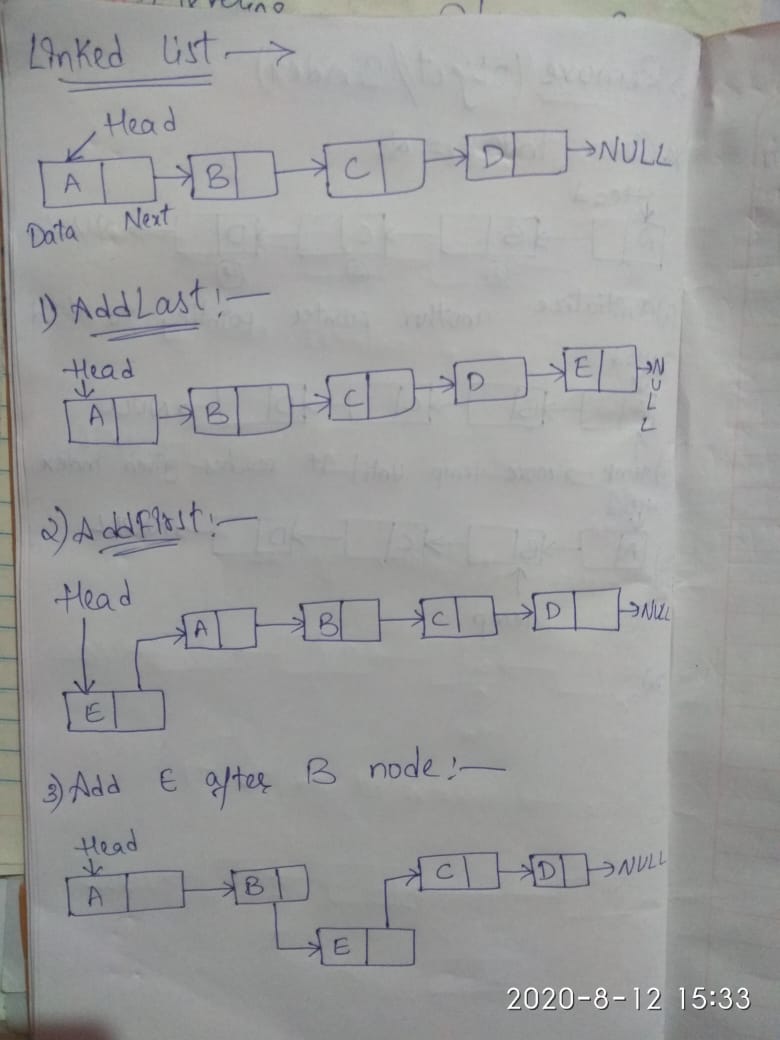 Linked list →
Head
A → B → C → D → NULL
Data Next
1) AddLast :—
Head
A → B → C → D → E → NULL
2) AddFirst :—
Head
A → B → C → D → NULL
E
3) Add E after B node :—
Head
A → B C → D → NULL
E
2020-8-12 15:33